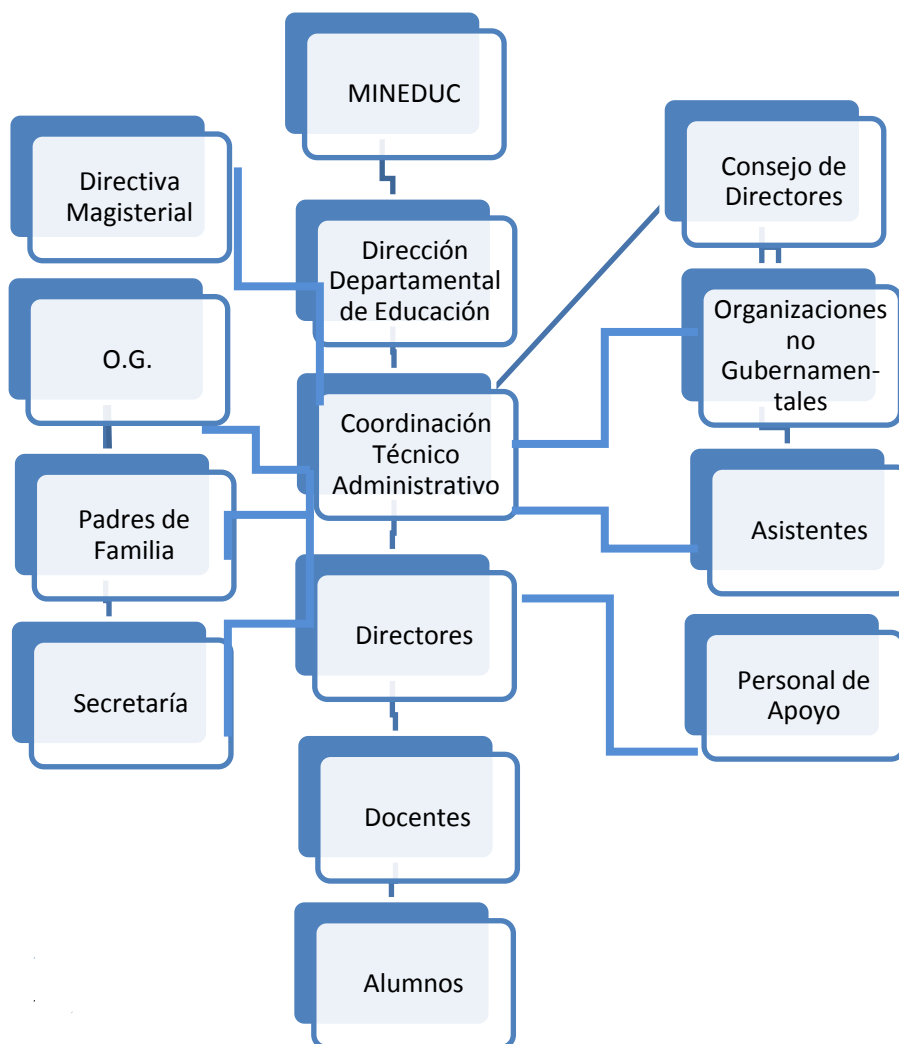 MINEDUC
Directiva
Magisterial
Consejo de
Directores
Dirección
Departamental
de Educación
O.G.
Organizaciones
no
Gubernamen-
tales
Coordinación
Técnico
Administrativo
Padres de
Familia
Asistentes
Directores
Secretaría
Personal de
Apoyo
Docentes
Alumnos